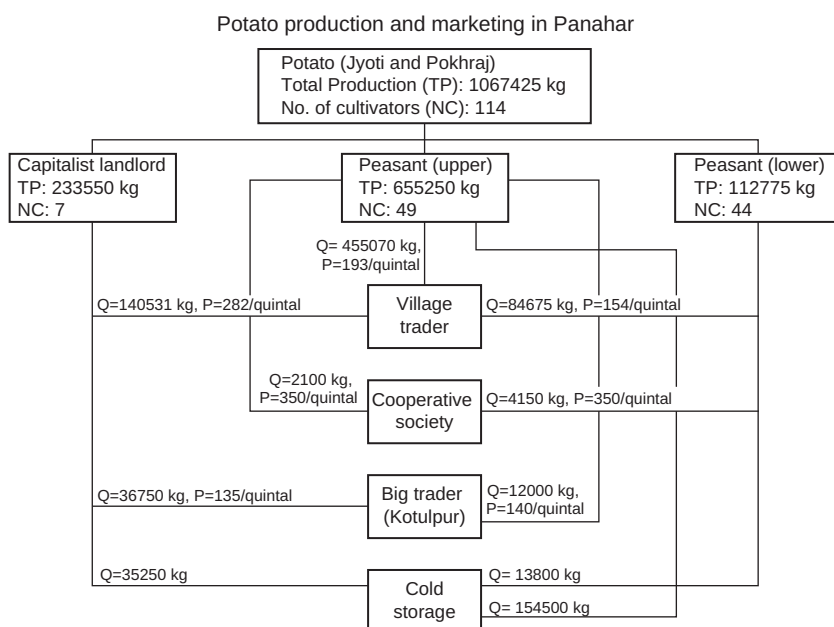 Potato production and marketing in Panahar
Potato (Jyoti and Pokhraj)
Total Production (TP): 1067425 kg
No. of cultivators (NC): 114
Capitalist landlord
TP: 233550 kg
NC: 7
Peasant (upper)
TP: 655250 kg
NC: 49
Peasant (lower)
TP: 112775 kg
NC: 44
Q= 455070 kg,
P=193/quintal
Q=140531 kg, P=282/quintal
Village
trader
Q=84675 kg, P=154/quintal
Q=2100 kg,
P=350/quintal
Cooperative
society
Q=4150 kg, P=350/quintal
Q=36750 kg, P=135/quintal
Big trader
(Kotulpur)
Q=12000 kg,
P=140/quintal
Q=35250 kg
Cold
storage
Q= 13800 kg
Q= 154500 kg